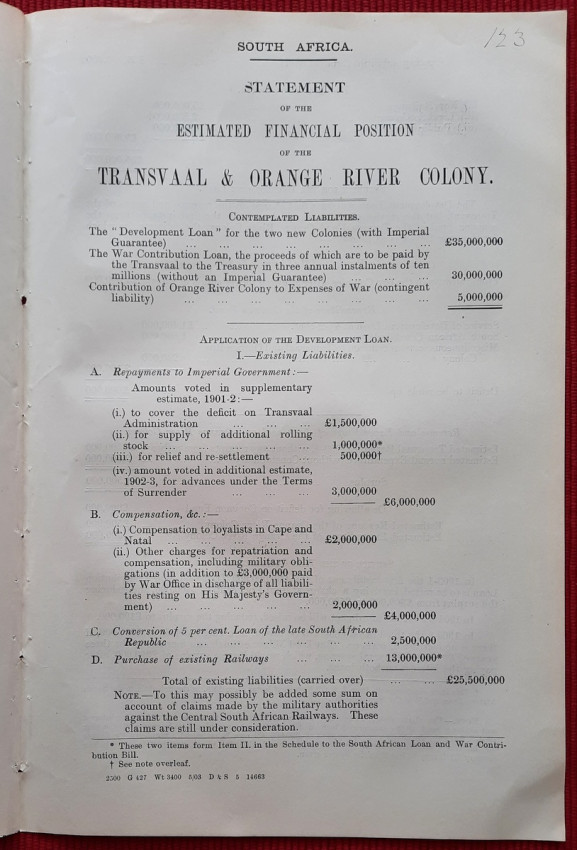 123
SOUTH AFRICA.
STATEMENT
OF THE
ESTIMATED FINANCIAL POSITION
OF THE
TRANSVAAL & ORANGE RIVER COLONY.
CONTEMPLATED LIABILITIES.
The "Development Loan" for the two new Colonies (with Imperial
Guarantee) ... ... ... ... ... ... ... ... £35,000,000
The War Contribution Loan, the proceeds of which are to be paid by
the Transvaal to the Treasury in three annual instalments of ten
millions (without an Imperial Guarantee) ... ... ... 30,000,000
Contribution of Orange River Colony to Expenses of War (contingent
liability) ... ... ... ... ... ... ... ... 5,000,000
APPLICATION OF THE DEVELOPMENT LOAN.
I.—Existing Liabilities.
A. Repayments to Imperial Government:—
Amounts voted in supplementary
estimate, 1901-2:—
(i.) to cover the deficit on Transvaal
Administration ... ... ... £1,500,000
(ii.) for supply of additional rolling
stock ... ... ... ... ... 1,000,000*
(iii.) for relief and re-settlement ... 500,000†
(iv.) amount voted in additional estimate,
1902-3, for advances under the Terms
of Surrender ... ... ... 3,000,000
£6,000,000
B. Compensation, &c.:—
(i.) Compensation to loyalists in Cape and
Natal ... ... ... ... ... £2,000,000
(ii.) Other charges for repatriation and
compensation, including military obli-
gations (in addition to £3,000,000 paid
by War Office in discharge of all liabili-
ties resting on His Majesty's Govern-
ment) ... ... ... ... ... 2,000,000
£4,000,000
C. Conversion of 5 per cent. Loan of the late South African
Republic ... ... ... ... ... ... 2,500,000
D. Purchase of existing Railways ... ... ... 13,000,000*
Total of existing liabilities (carried over) ... ... £25,500,000
NOTE.—To this may possibly be added some sum on
account of claims made by the military authorities
against the Central South African Railways. These
claims are still under consideration.
* These two items form Item II. in the Schedule to the South African Loan and War Contri-
bution Bill.
† See note overleaf.
2500 G 427 Wt 3400 5/03 D & S 5 14663